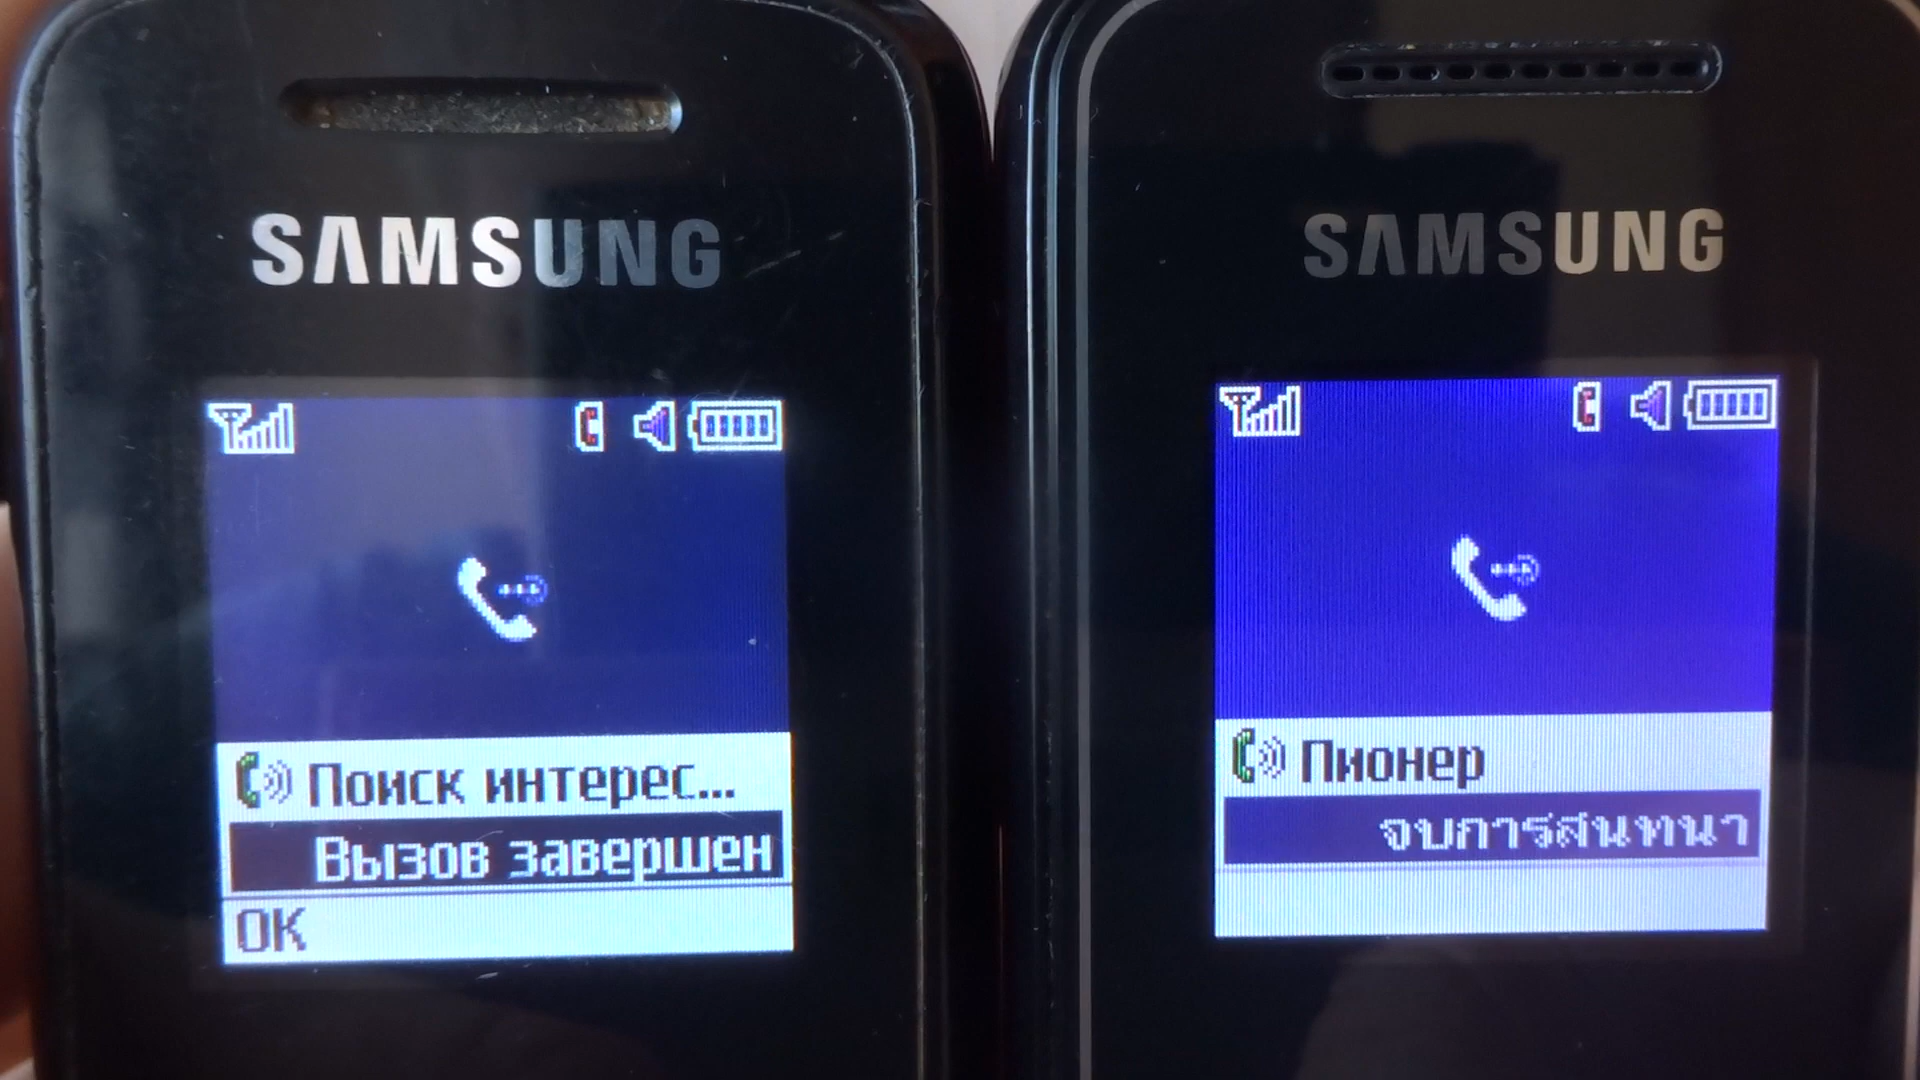 SAMSUNG
Поиск интерес...
Вызов завершен
OK
SAMSUNG
Пионер
จบการสนทนา